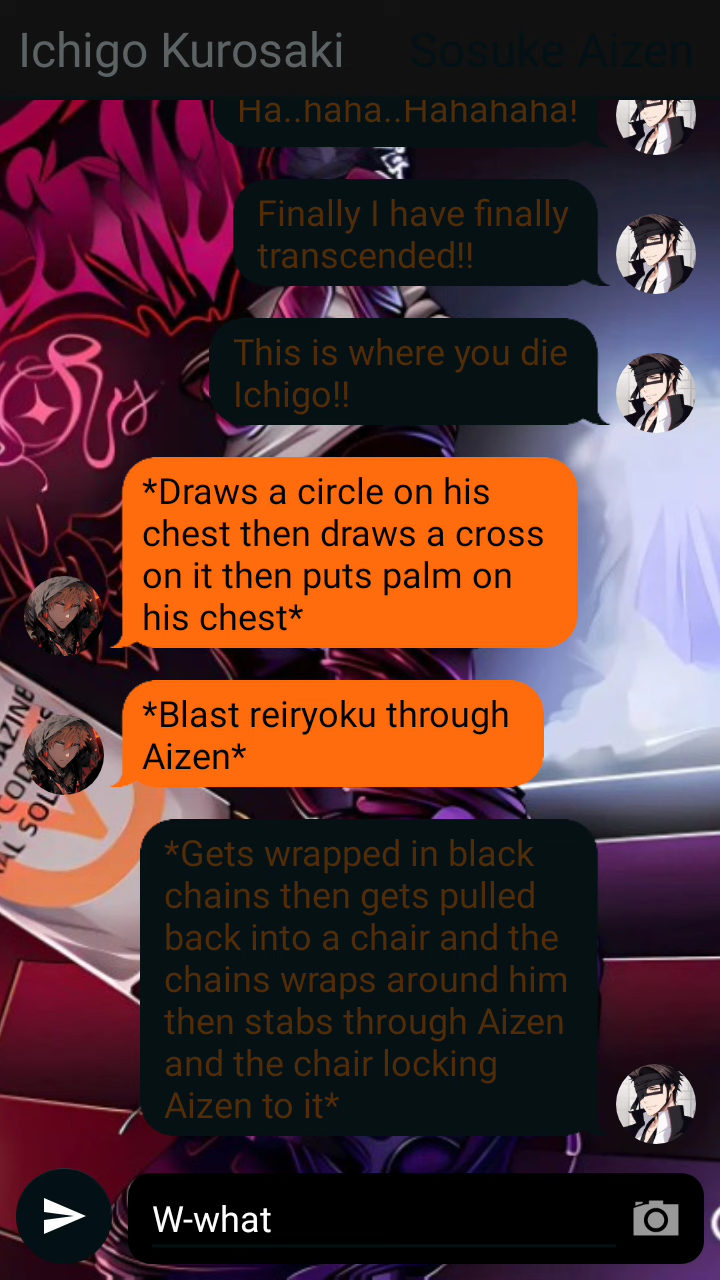 Ichigo Kurosaki
Sosuke Aizen
Ha..haha..Hahahaha!
Finally I have finally
transcended!!
This is where you die
Ichigo!!
*Draws a circle on his
chest then draws a cross
on it then puts palm on
his chest*
*Blast reiryoku through
Aizen*
*Gets wrapped in black
chains then gets pulled
back into a chair and the
chains wraps around him
then stabs through Aizen
and the chair locking
Aizen to it*
W-what